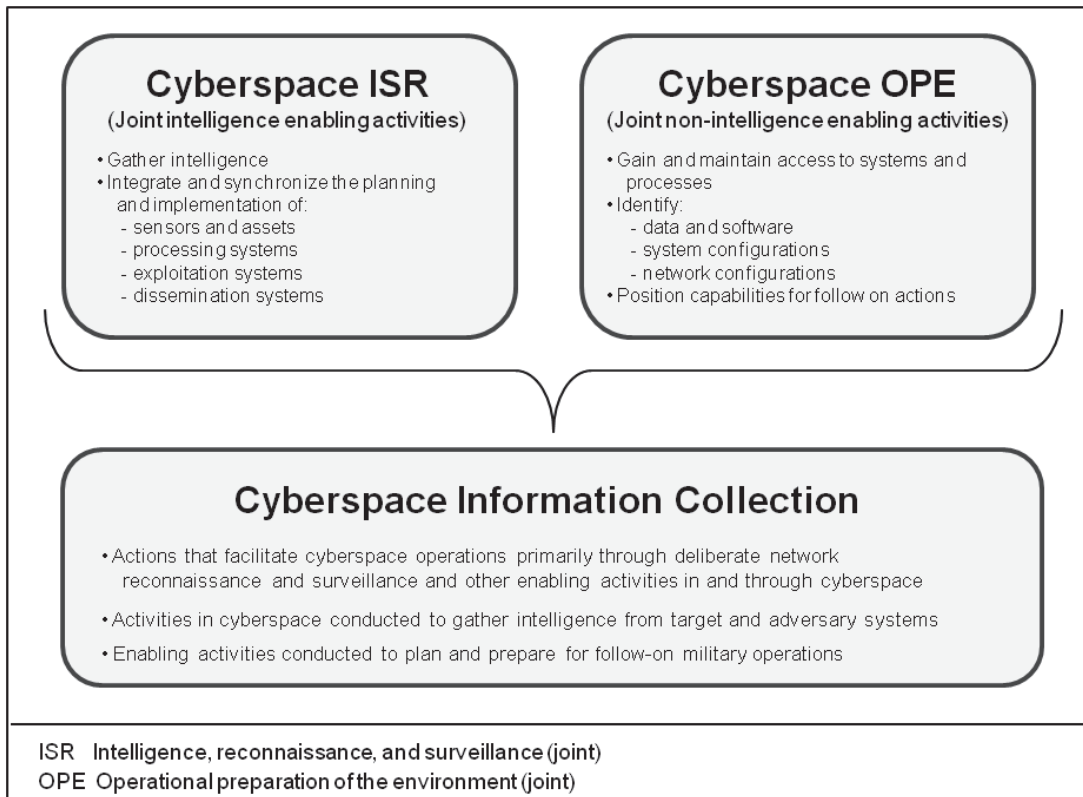 Cyberspace ISR
(Joint intelligence enabling activities)
• Gather intelligence
• Integrate and synchronize the planning
and implementation of:
- sensors and assets
- processing systems
- exploitation systems
- dissemination systems
Cyberspace OPE
(Joint non-intelligence enabling activities)
• Gain and maintain access to systems and
processes
• Identify:
- data and software
- system configurations
- network configurations
• Position capabilities for follow on actions
Cyberspace Information Collection
• Actions that facilitate cyberspace operations primarily through deliberate network
reconnaissance and surveillance and other enabling activities in and through cyberspace
• Activities in cyberspace conducted to gather intelligence from target and adversary systems
• Enabling activities conducted to plan and prepare for follow-on military operations
ISR Intelligence, reconnaissance, and surveillance (joint)
OPE Operational preparation of the environment (joint)